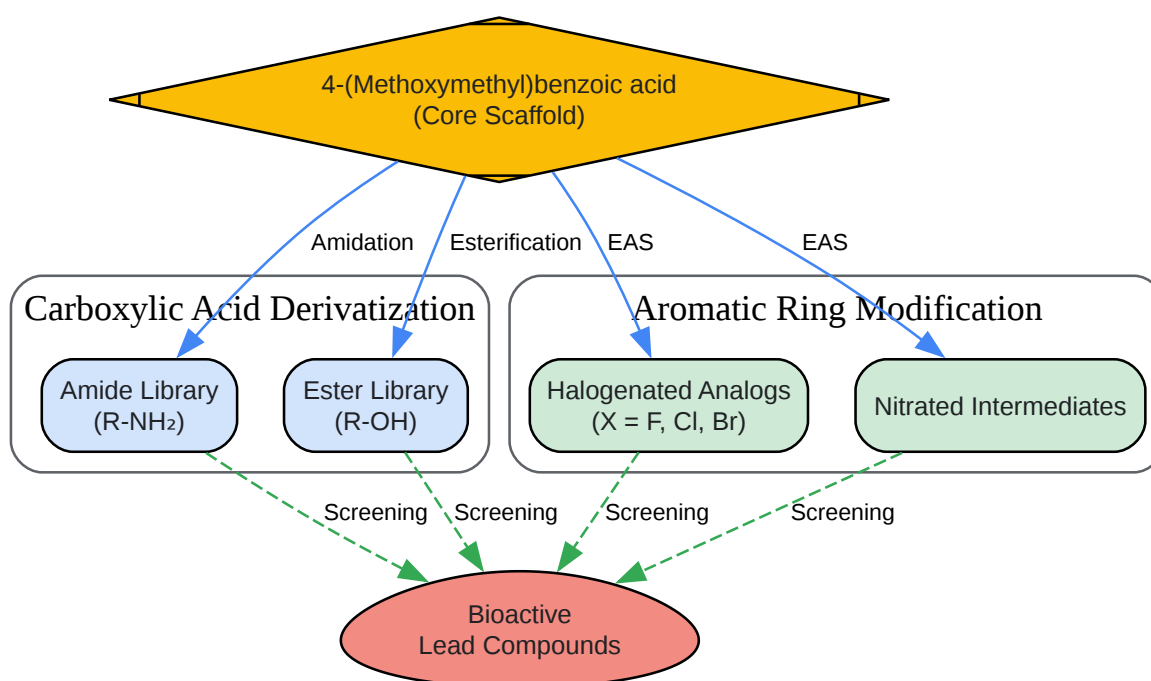 4-(Methoxymethyl)benzoic acid
(Core Scaffold)
Amidation
Esterification
EAS
EAS
Carboxylic Acid Derivatization
Aromatic Ring Modification
Amide Library
(R-NH₂)
Ester Library
(R-OH)
Halogenated Analogs
(X = F, Cl, Br)
Nitrated Intermediates
Screening
Screening
Screening
Screening
Bioactive
Lead Compounds